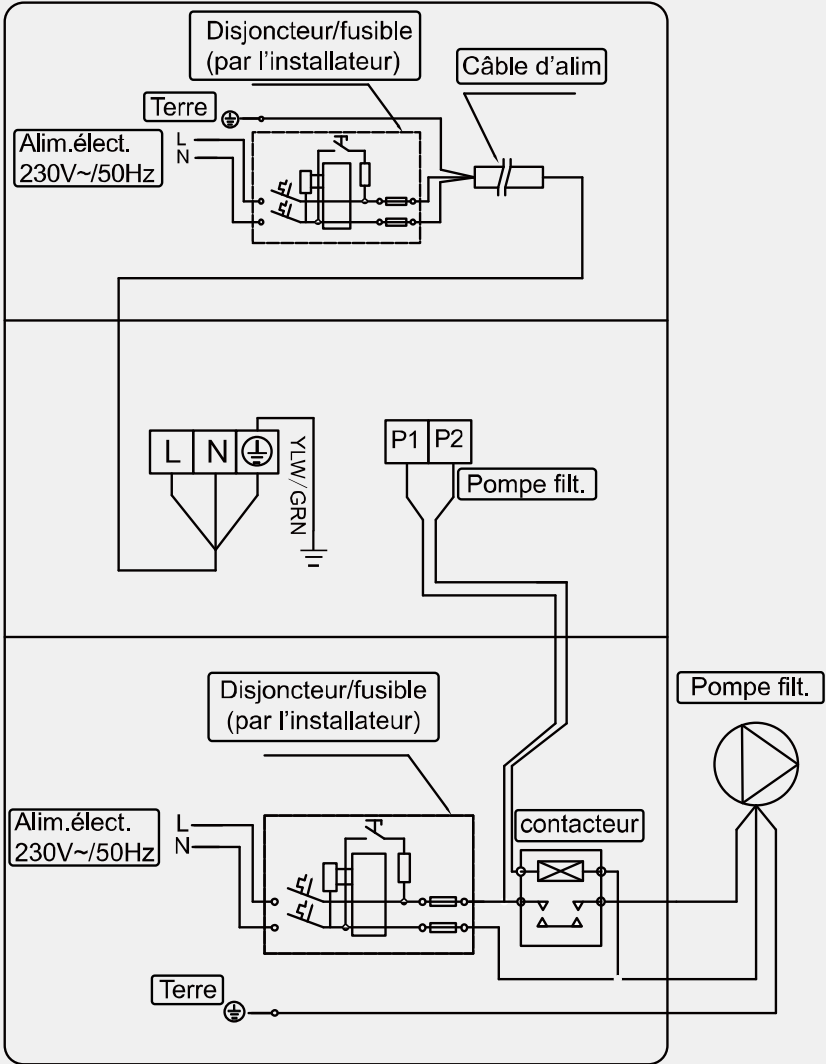 Disjoncteur/fusible
(par l'installateur)
Câble d'alim
Terre
Alim.élect.
230V~/50Hz
L
N
L N
YLW/GRN
P1 P2
Pompe filt.
Disjoncteur/fusible
(par l'installateur)
Pompe filt.
Alim.élect.
230V~/50Hz
L
N
contacteur
Terre